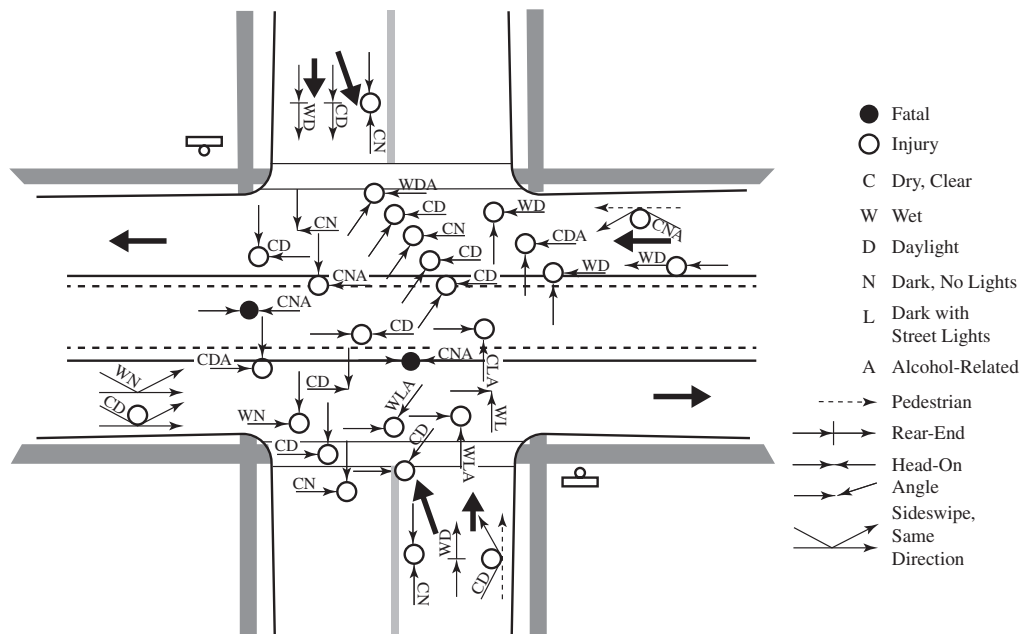 WD
CD
CN
Fatal
Injury
C Dry, Clear
W Wet
D Daylight
N Dark, No Lights
L Dark with
Street Lights
A Alcohol-Related
Pedestrian
Rear-End
Head-On
Angle
Sideswipe,
Same
Direction
WDA
CD
WD
CN
CN
CNA
CD
CDA
CD
WD
WD
CNA
CD
CNA
CD
CDA
CNA
CLA
WN
CD
CD
WLA
WN
WL
CD
CD
WLA
CN
WD
CD
CN